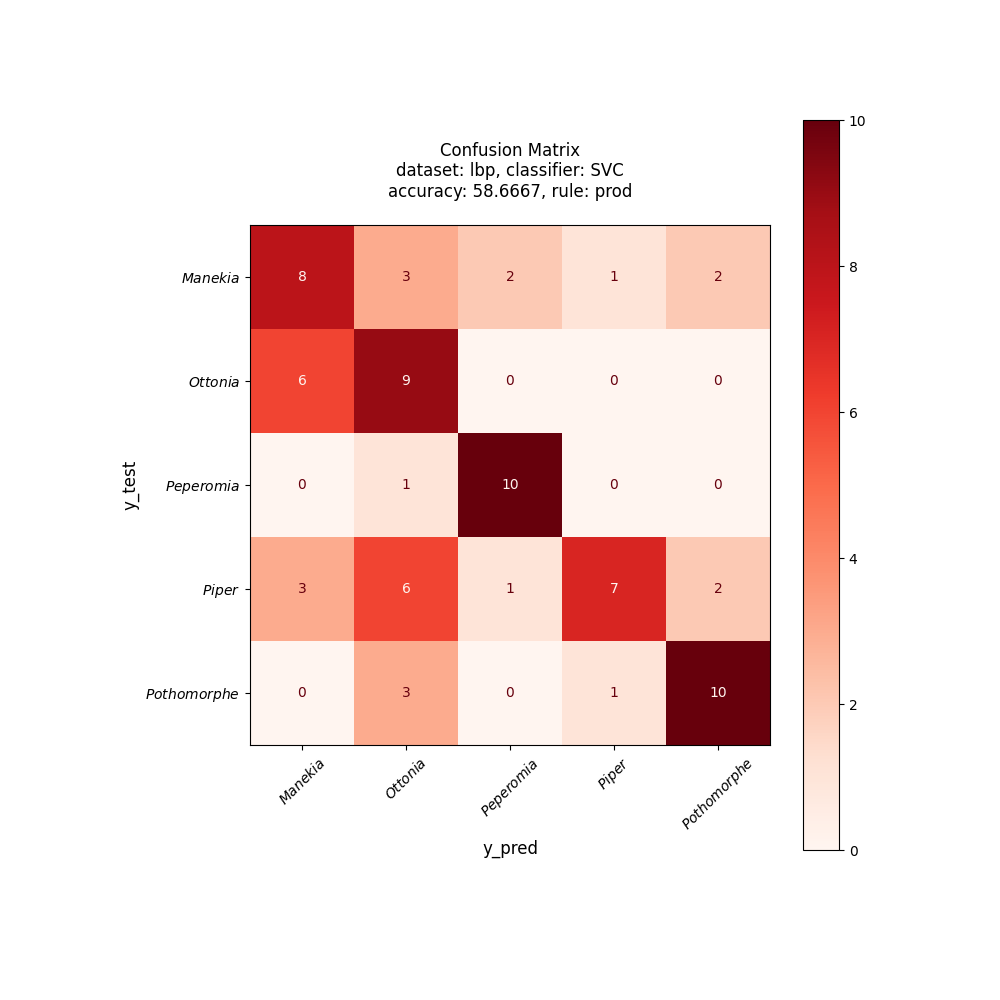 Confusion Matrix
dataset: lbp, classifier: SVC
accuracy: 58.6667, rule: prod
10
8
6
4
2
0
y_test
Manekia 8 3 2 1 2
Ottonia 6 9 0 0 0
Peperomia 0 1 10 0 0
Piper 3 6 1 7 2
Pothomorphe 0 3 0 1 10
Manekia Ottonia Peperomia Piper Pothomorphe
y_pred